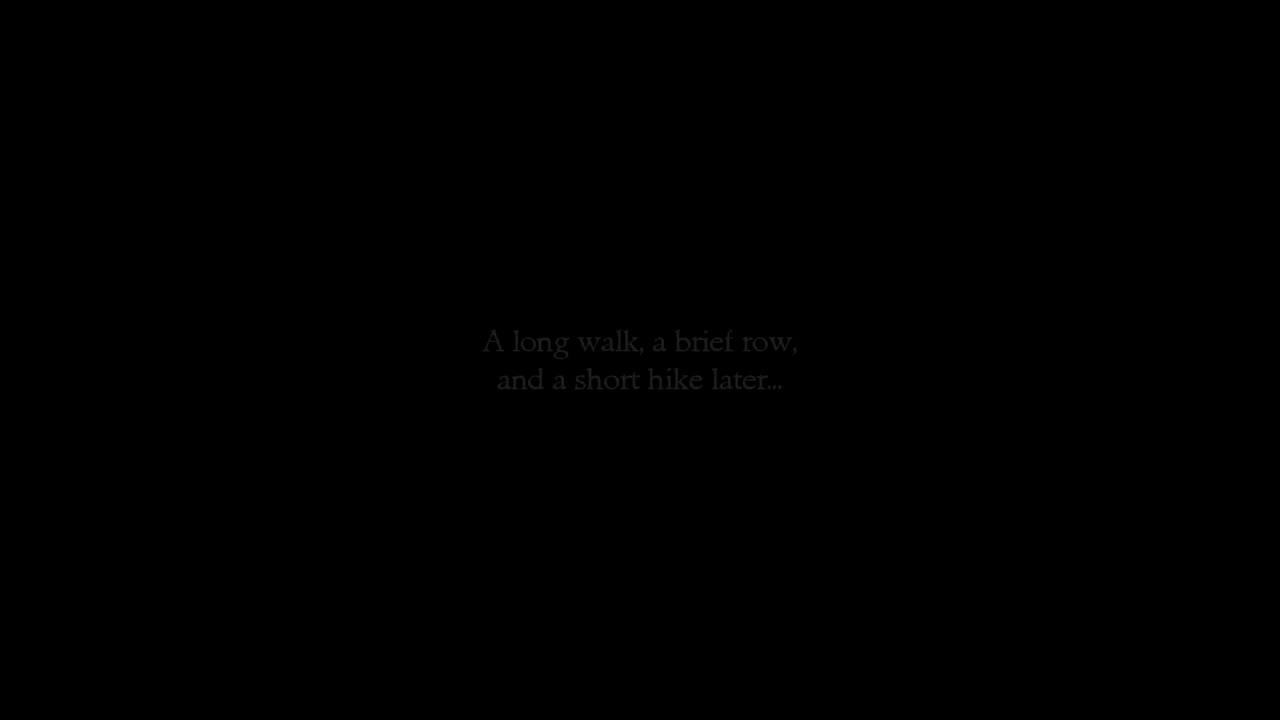 A long walk, a brief row,
and a short hike later...